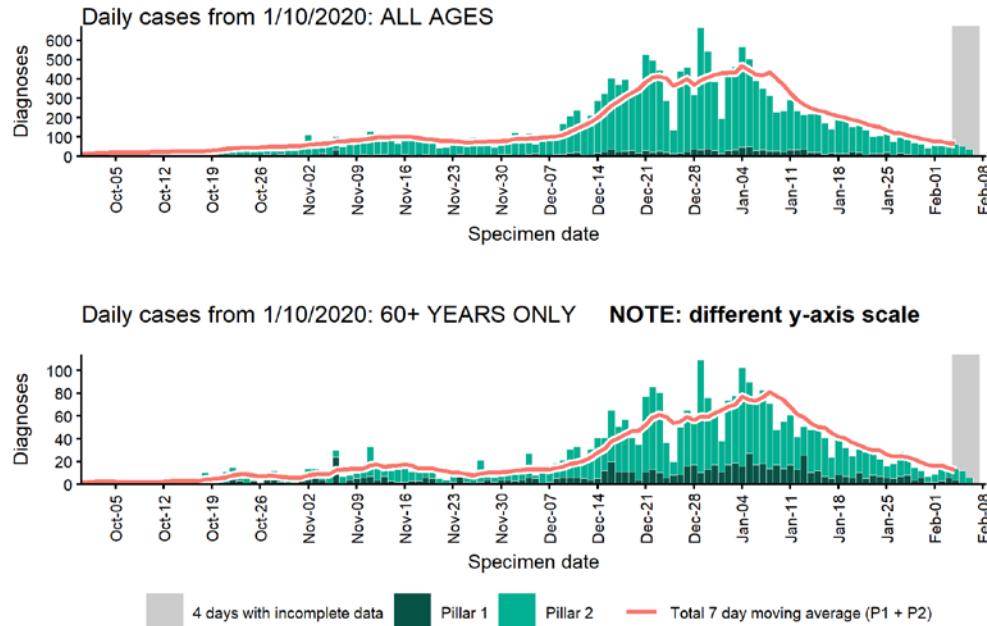 Daily cases from 1/10/2020: ALL AGES
Diagnoses
600
500
400
300
200
100
0
Oct-05
Oct-12
Oct-19
Oct-26
Nov-02
Nov-09
Nov-16
Nov-23
Nov-30
Dec-07
Dec-14
Dec-21
Dec-28
Jan-04
Jan-11
Jan-18
Jan-25
Feb-01
Feb-08
Specimen date
Daily cases from 1/10/2020: 60+ YEARS ONLY NOTE: different y-axis scale
Diagnoses
100
80
60
40
20
0
Oct-05
Oct-12
Oct-19
Oct-26
Nov-02
Nov-09
Nov-16
Nov-23
Nov-30
Dec-07
Dec-14
Dec-21
Dec-28
Jan-04
Jan-11
Jan-18
Jan-25
Feb-01
Feb-08
Specimen date
4 days with incomplete data Pillar 1 Pillar 2 Total 7 day moving average (P1 + P2)